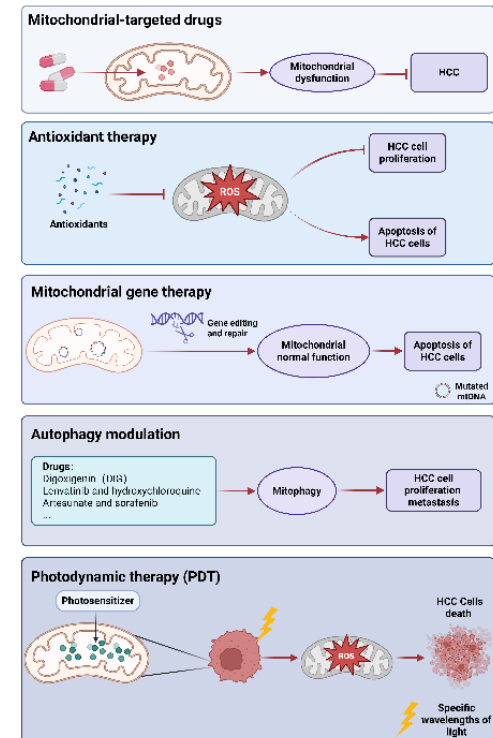 Mitochondrial-targeted drugs
Mitochondrial
dysfunction
HCC
Antioxidant therapy
HCC cell
proliferation
ROS
Antioxidants
Apoptosis of
HCC cells
Mitochondrial gene therapy
Gene editing
and repair
Mitochondrial
normal function
Apoptosis of
HCC cells
Mutated
mtDNA
Autophagy modulation
Drugs:
Digoxigenin (DIG)
Lenvatinib and hydroxychloroquine
Artesunate and sorafenib
...
Mitophagy
HCC cell
proliferation
metastasis
Photodynamic therapy (PDT)
Photosensitizer
HCC Cells
death
ROS
Specific
wavelengths of
light